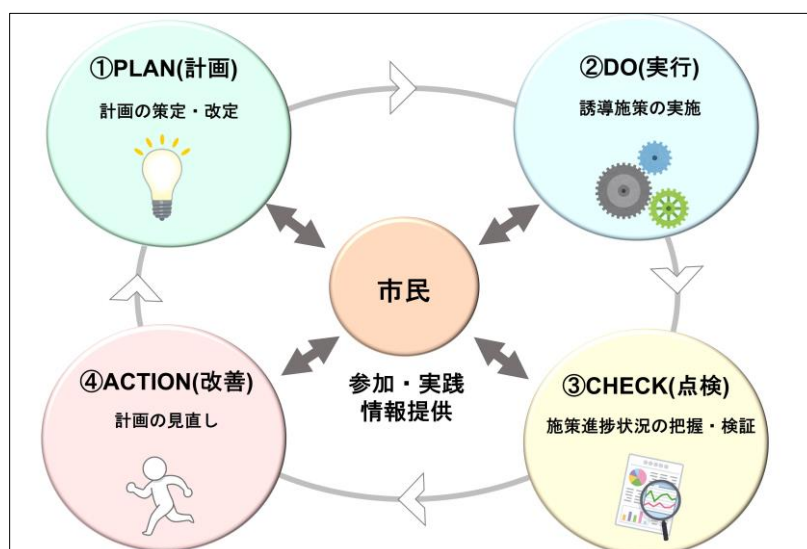 ①PLAN(計画)
計画の策定・改定
②DO(実行)
誘導施策の実施
市民
参加・実践
情報提供
④ACTION(改善)
計画の見直し
③CHECK(点検)
施策進捗状況の把握・検証